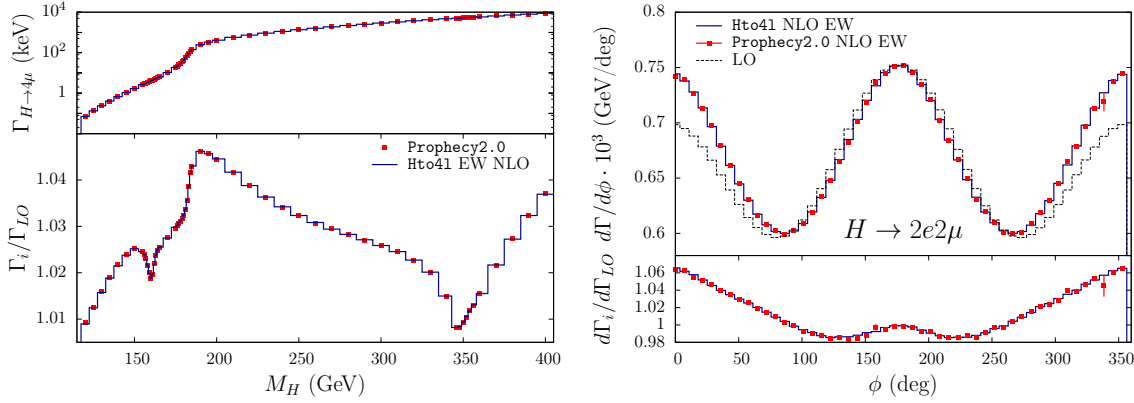 Γ_{H→4μ} (keV)
10^4
10^2
1
Prophecy2.0
Hto4l EW NLO
Γ_i/Γ_{LO}
1.04
1.03
1.02
1.01
150 200 250 300 350 400
M_H (GeV)
Hto4l NLO EW
Prophecy2.0 NLO EW
LO
dΓ/dϕ · 10^3 (GeV/deg)
0.8
0.75
0.7
0.65
0.6
H → 2e2μ
dΓ_i/dΓ_{LO}
1.06
1.04
1.02
1
0.98
0 50 100 150 200 250 300 350
ϕ (deg)